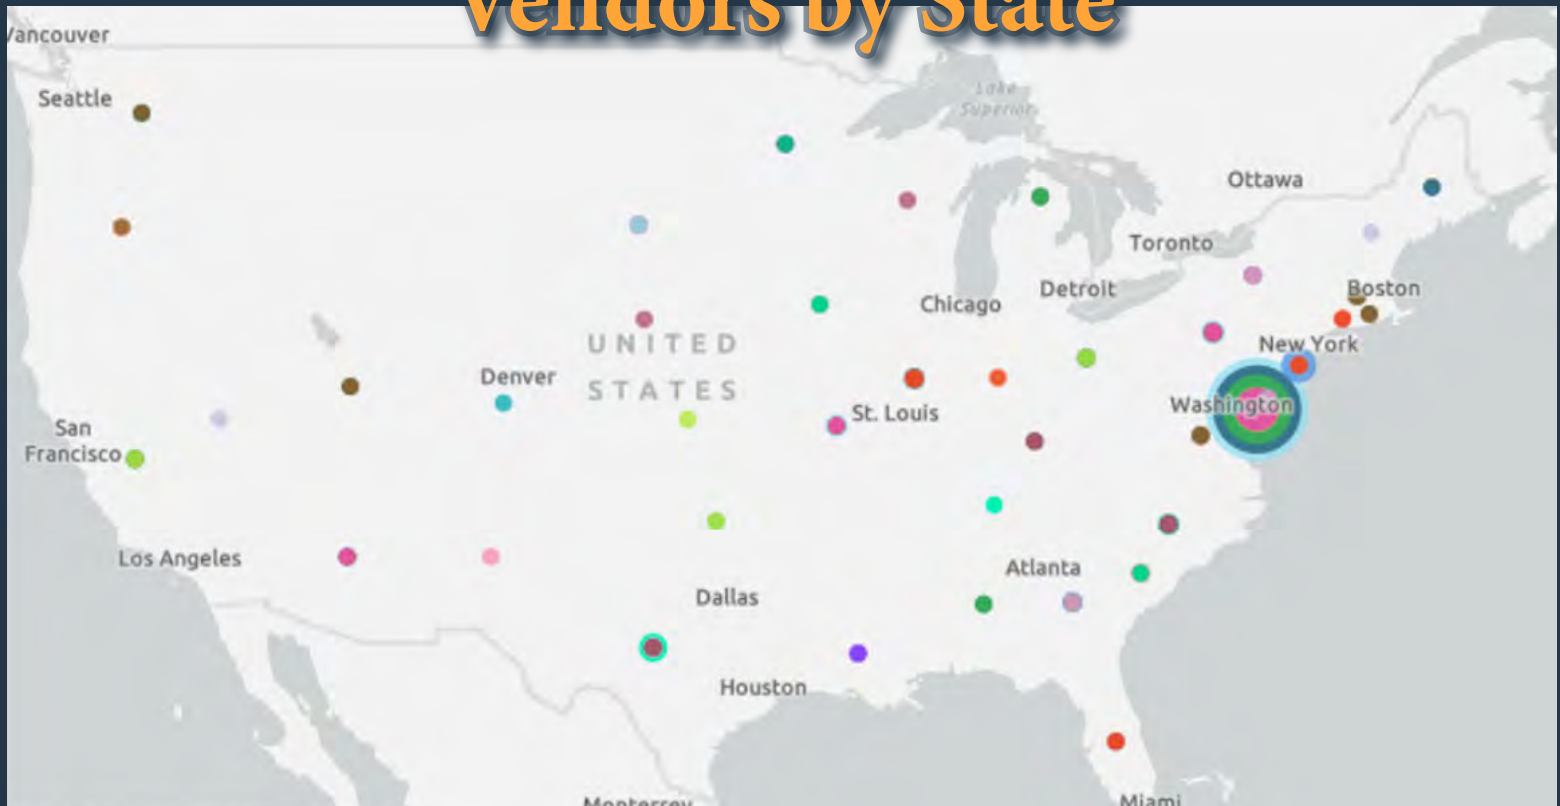 Vendors by State
Vancouver
Seattle
Lake
Superior
Ottawa
Toronto
Boston
Detroit
Chicago
New York
UNITED
STATES
Denver
Washington
St. Louis
San
Francisco
Los Angeles
Atlanta
Dallas
Houston
Monterrey
Miami